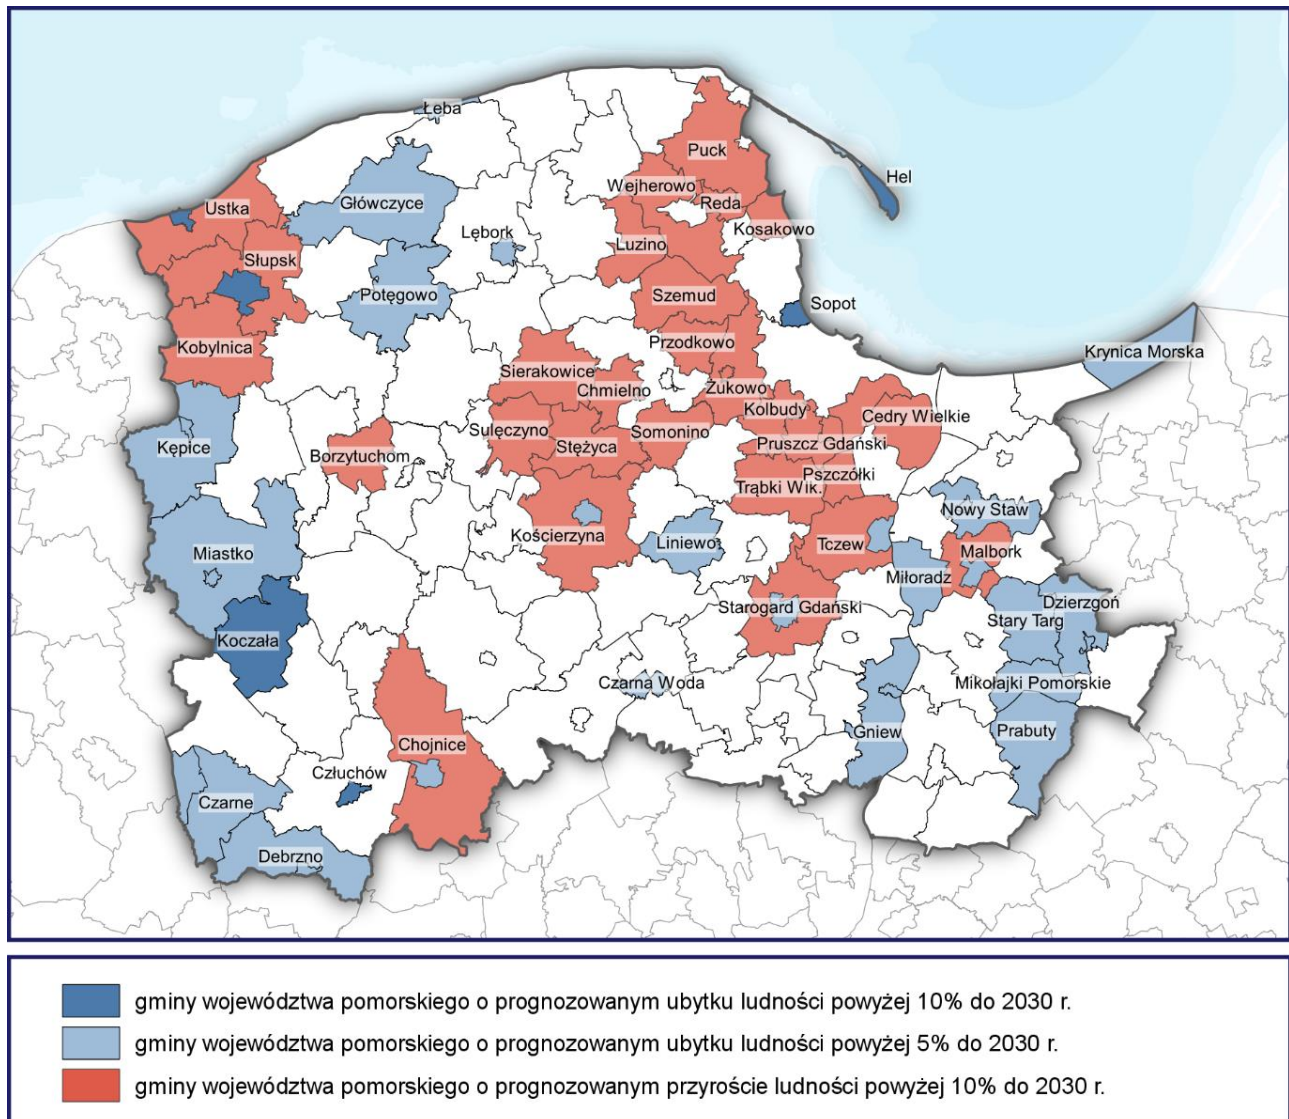 Łeba
Puck
Hel
Wejherowo
Ustka
Główczyce
Reda
Kosakowo
Lębork
Luzino
Słupsk
Potęgowo
Szemud
Sopot
Kobylnica
Przodkowo
Krynica Morska
Sierakowice
Chmielno
Żukowo
Kolbudy
Cedry Wielkie
Sulęczyno
Somonino
Kępice
Stężyca
Pruszcz Gdański
Borzytuchom
Pszczółki
Trąbki Wlk.
Nowy Staw
Kościerzyna
Liniewo
Tczew
Miastko
Malbork
Miłoradz
Starogard Gdański
Dzierzgoń
Stary Targ
Koczała
Czarna Woda
Mikołajki Pomorskie
Gniew
Prabuty
Chojnice
Człuchów
Czarne
Debrzno
gminy województwa pomorskiego o prognozowanym ubytku ludności powyżej 10% do 2030 r.
gminy województwa pomorskiego o prognozowanym ubytku ludności powyżej 5% do 2030 r.
gminy województwa pomorskiego o prognozowanym przyroście ludności powyżej 10% do 2030 r.